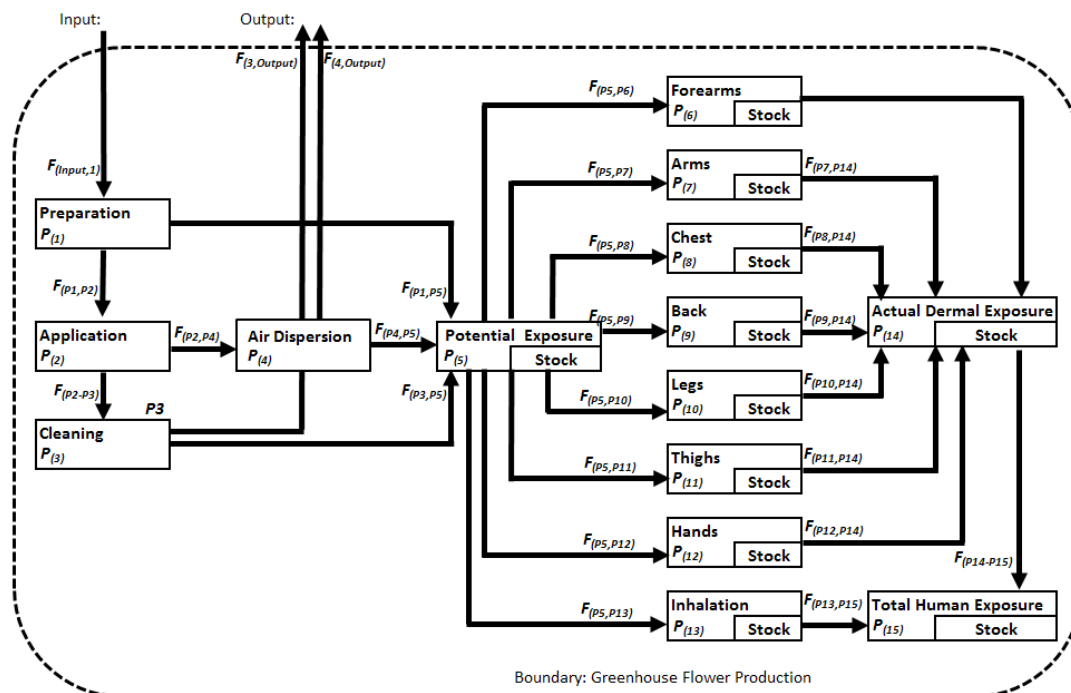 Input:
Output:
F(3,Output)
F(4,Output)
F(Input,1)
Preparation
P(1)
F(P1,P2)
F(P1,P5)
Application
P(2)
F(P2,P4)
Air Dispersion
P(4)
F(P4,P5)
Potential Exposure
P(5)
Stock
F(P2-P3)
F(P3,P5)
P3
Cleaning
P(3)
F(P5,P6)
Forearms
P(6)
Stock
F(P5,P7)
Arms
P(7)
Stock
F(P7,P14)
F(P5,P8)
Chest
P(8)
Stock
F(P8,P14)
F(P5,P9)
Back
P(9)
Stock
F(P9,P14)
Actual Dermal Exposure
P(14)
Stock
F(P5,P10)
Legs
P(10)
Stock
F(P10,P14)
F(P5,P11)
Thighs
P(11)
Stock
F(P11,P14)
F(P5,P12)
Hands
P(12)
Stock
F(P12,P14)
F(P14-P15)
F(P5,P13)
Inhalation
P(13)
Stock
F(P13,P15)
Total Human Exposure
P(15)
Stock
Boundary: Greenhouse Flower Production